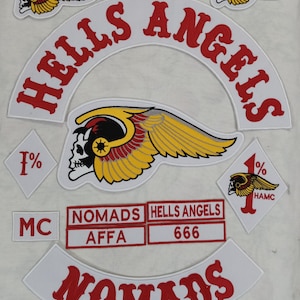 HELLS ANGELS
1%
1%
HAMC
MC
NOMADS
HELLS ANGELS
AFFA
666
NOMADS